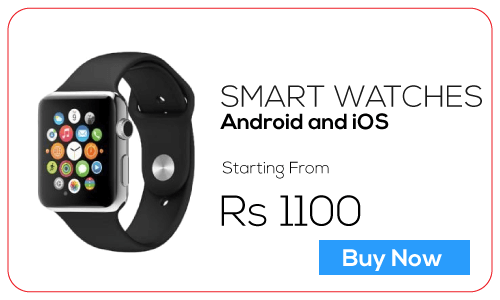 SMART WATCHES
Android and iOS
Starting From
Rs 1100
Buy Now